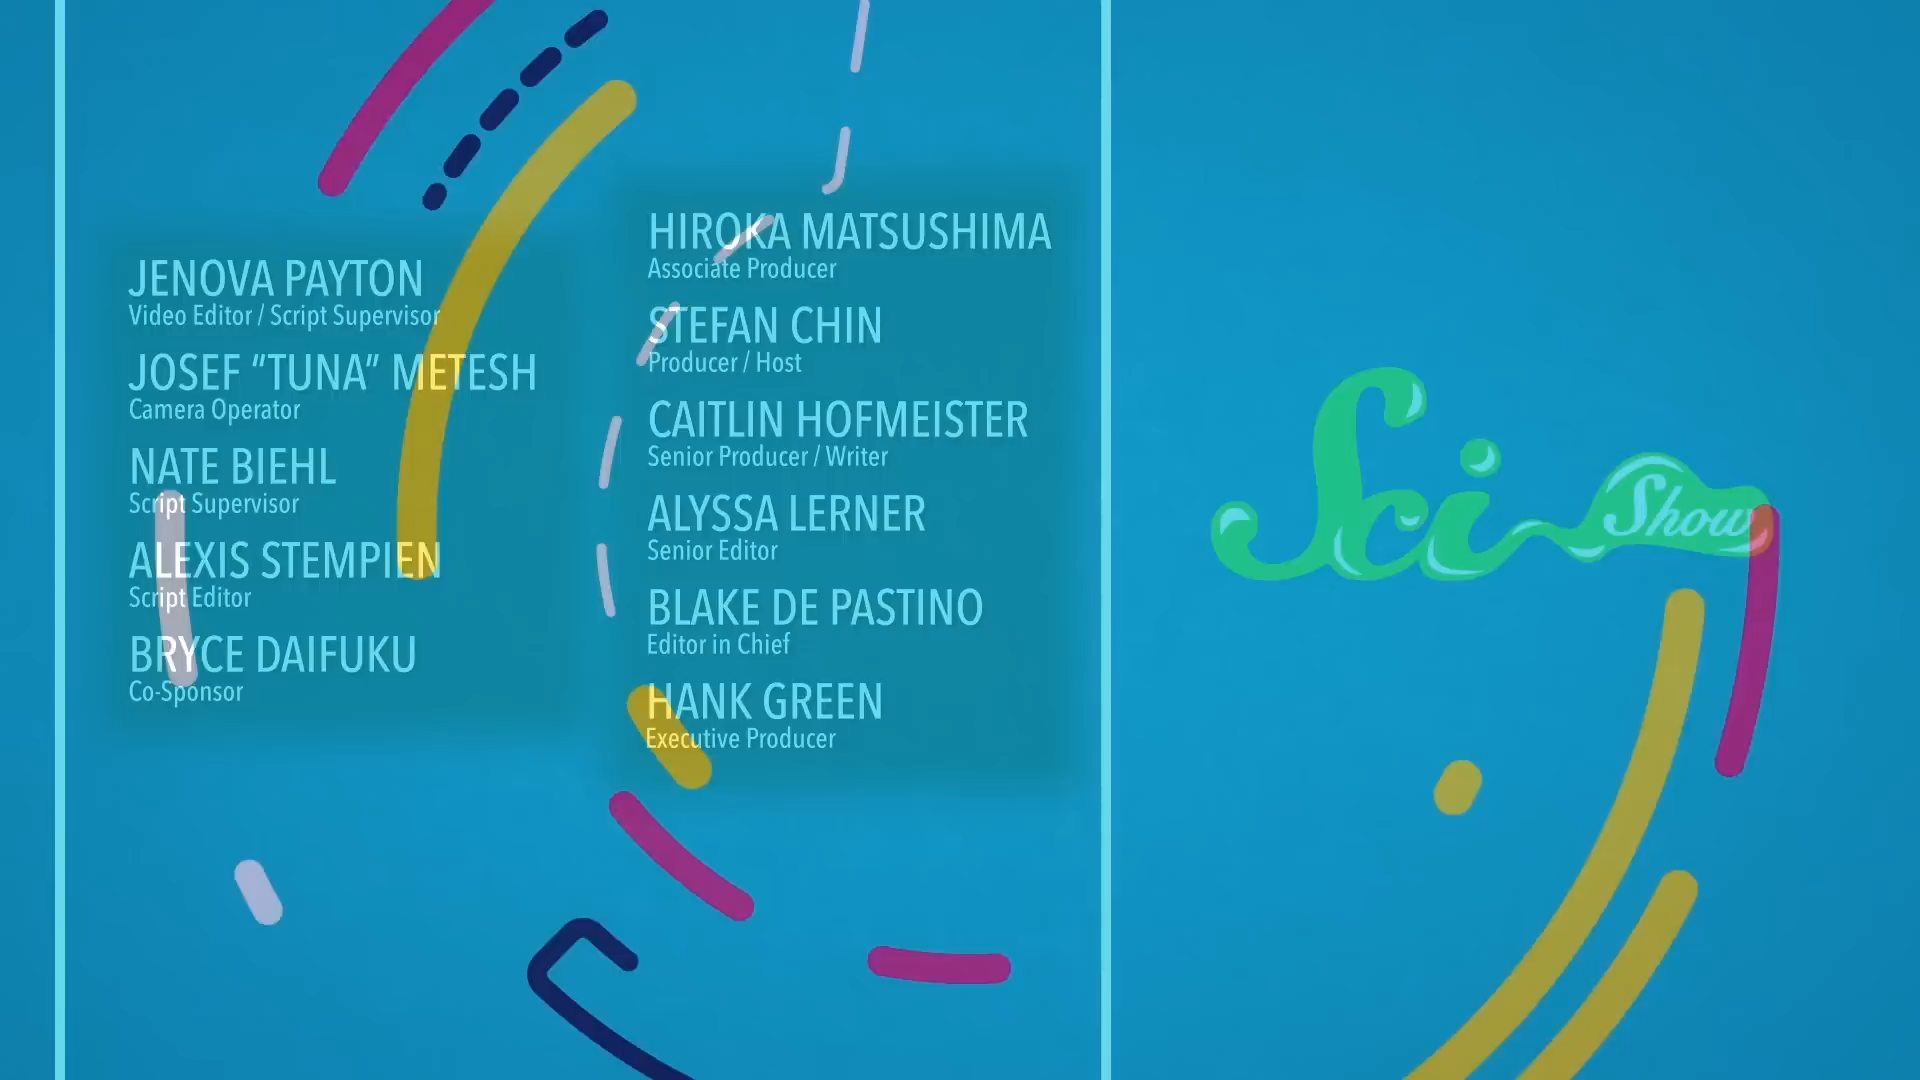 JENOVA PAYTON
Video Editor / Script Supervisor
JOSEF “TUNA” METESH
Camera Operator
NATE BIEHL
Script Supervisor
ALEXIS STEMPIEN
Script Editor
BRYCE DAIFUKU
Co-Sponsor
HIROKA MATSUSHIMA
Associate Producer
STEFAN CHIN
Producer / Host
CAITLIN HOFMEISTER
Senior Producer / Writer
ALYSSA LERNER
Senior Editor
BLAKE DE PASTINO
Editor in Chief
HANK GREEN
Executive Producer
Sci Show